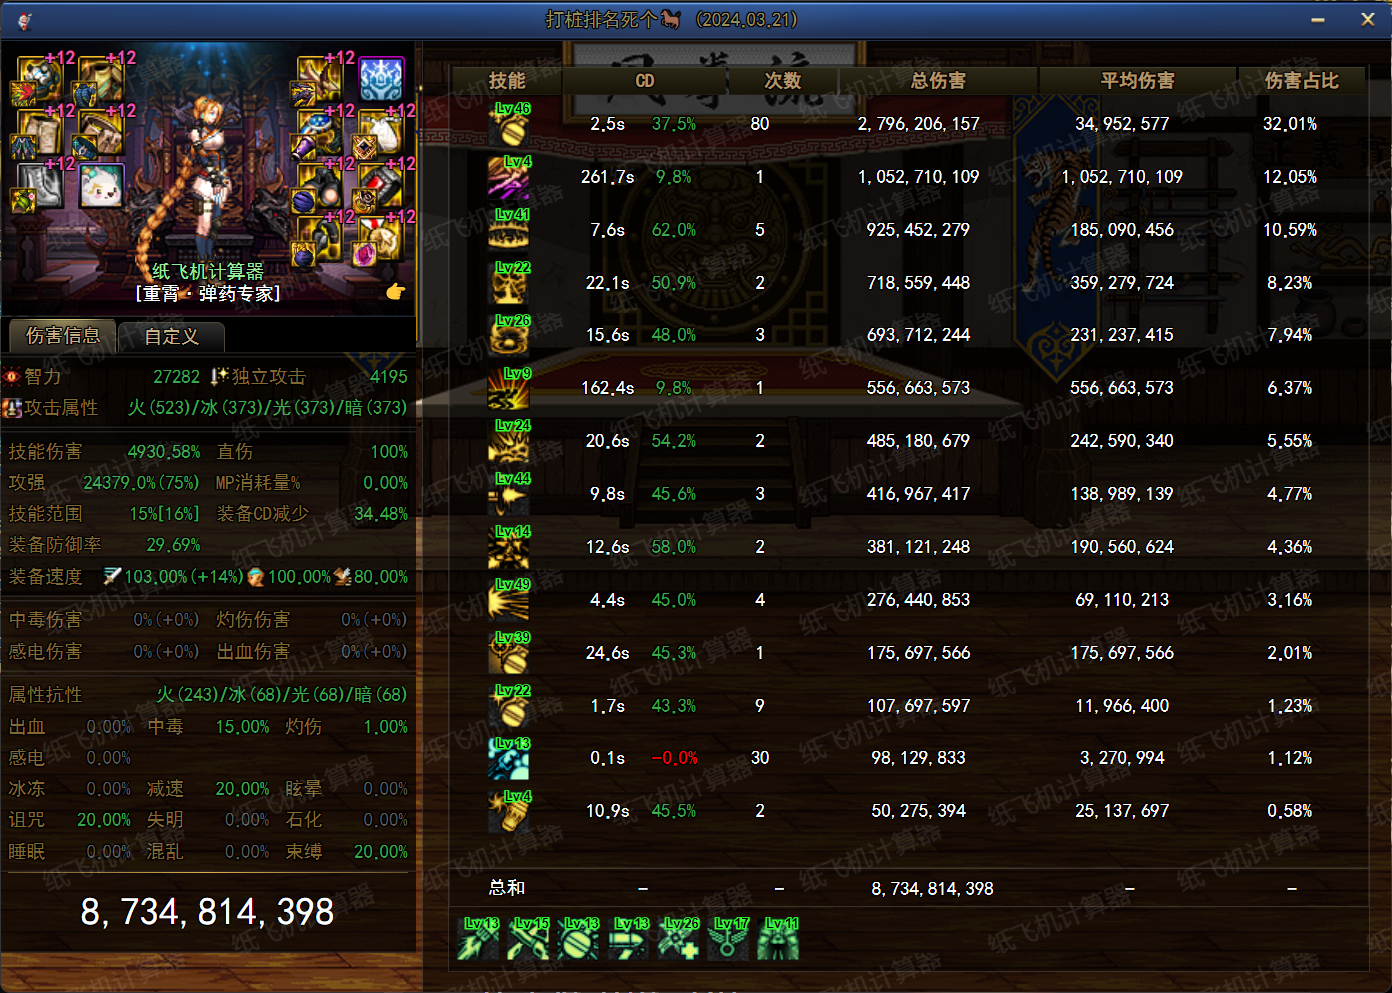 打桩排名死个🐎 (2024.03.21)
+12 +12 +12
+12 +12 +12 +12
+12 +12 +12
+12 +12
纸飞机计算器
[重霄·弹药专家]
伤害信息 自定义
智力 27282 独立攻击 4195
攻击属性 火(523)/冰(373)/光(373)/暗(373)
技能伤害 4930.58% 直伤 100%
攻强 24379.0%(75%) MP消耗量% 0.00%
技能范围 15%[16%] 装备CD减少 34.48%
装备防御率 29.69%
装备速度 103.00%(+14%) 100.00% 80.00%
中毒伤害 0%(+0%) 灼伤伤害 0%(+0%)
感电伤害 0%(+0%) 出血伤害 0%(+0%)
属性抗性 火(243)/冰(68)/光(68)/暗(68)
出血 0.00% 中毒 15.00% 灼伤 1.00%
感电 0.00%
冰冻 0.00% 减速 20.00% 眩晕 0.00%
诅咒 20.00% 失明 0.00% 石化 0.00%
睡眠 0.00% 混乱 0.00% 束缚 20.00%
8,734,814,398
技能 CD 次数 总伤害 平均伤害 伤害占比
Lv46 2.5s 37.5% 80 2,796,206,157 34,952,577 32.01%
Lv4 261.7s 9.8% 1 1,052,710,109 1,052,710,109 12.05%
Lv41 7.6s 62.0% 5 925,452,279 185,090,456 10.59%
Lv22 22.1s 50.9% 2 718,559,448 359,279,724 8.23%
Lv26 15.6s 48.0% 3 693,712,244 231,237,415 7.94%
Lv9 162.4s 9.8% 1 556,663,573 556,663,573 6.37%
Lv24 20.6s 54.2% 2 485,180,679 242,590,340 5.55%
Lv44 9.8s 45.6% 3 416,967,417 138,989,139 4.77%
Lv14 12.6s 58.0% 2 381,121,248 190,560,624 4.36%
Lv49 4.4s 45.0% 4 276,440,853 69,110,213 3.16%
Lv39 24.6s 45.3% 1 175,697,566 175,697,566 2.01%
Lv22 1.7s 43.3% 9 107,697,597 11,966,400 1.23%
Lv13 0.1s -0.0% 30 98,129,833 3,270,994 1.12%
Lv4 10.9s 45.5% 2 50,275,394 25,137,697 0.58%
总和 - - 8,734,814,398 - -
Lv13 Lv15 Lv13 Lv13 Lv26 Lv17 Lv11